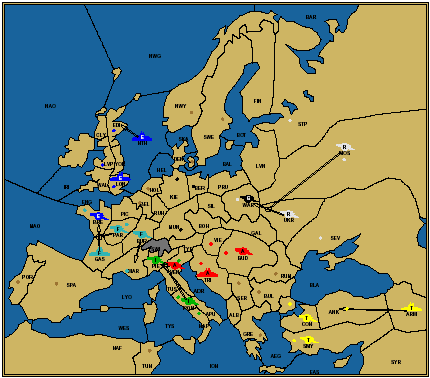 BAR
NWG
NAO
FIN
NWY
STP
SWE
EDI
CLY
NTH
SKA
BOT
MOS
R
E
LVN
DEN
BAL
HEL
LVP
YOR
IRI
WAL
LON
E
HOL
BER
PRU
KIE
WAR
G
ENG
BEL
RUH
SIL
R
UKR
BRE
E
PIC
PAR
F
BUR
F
MUN
BOH
GAL
SEV
MAO
GAS
F
TYR
VIE
BUD
A
PIE
I
VEN
A
TRI
A
MAR
TUS
RUM
POR
SPA
LYO
ROM
I
ADR
SER
BUL
BLA
APU
NAP
ALB
CON
T
ANK
ARM
T
WES
TYS
GRE
SMY
T
NAF
TUN
ION
AEG
EAS
SYR